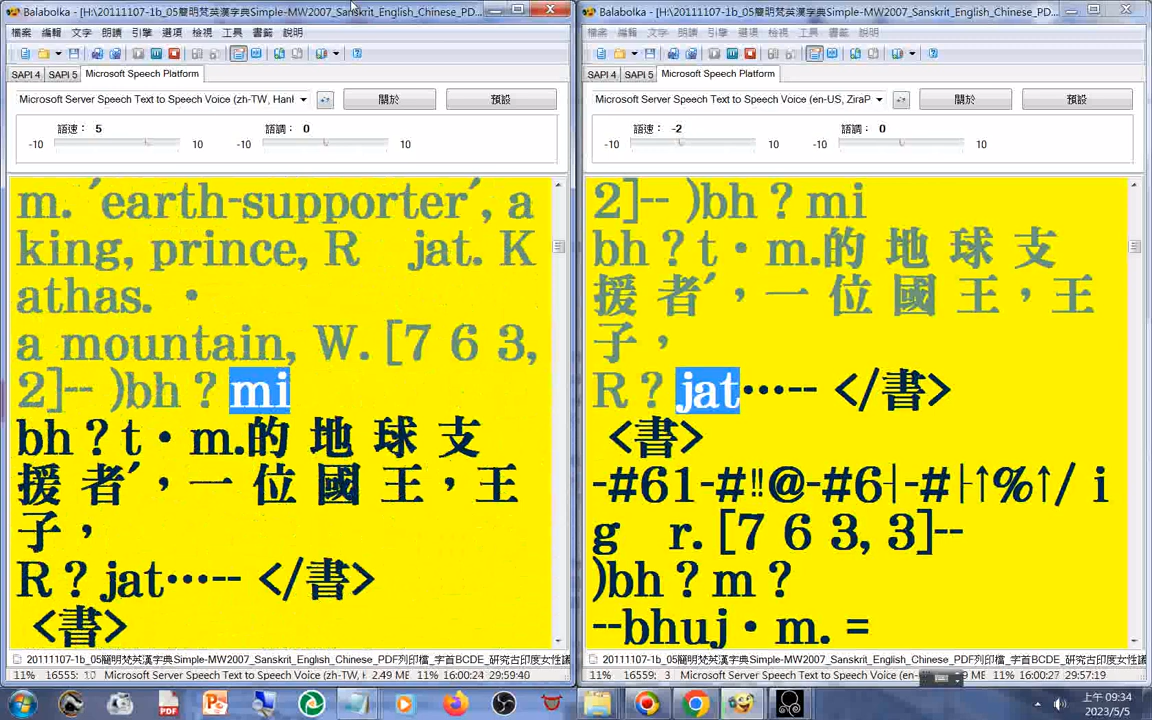 Balabolka - [H:\20111107-1b_05簡明梵英漢字典Simple-MW2007_Sanskrit_English_Chinese_PD...
檔案 編輯 文字 朗讀 引擎 選項 檢視 工具 書籤 說明
SAPI 4 SAPI 5 Microsoft Speech Platform
Microsoft Server Speech Text to Speech Voice (zh-TW, Han
關於 預設
語速： 5 語調： 0
-10 10 -10 10
m. ′earth-supporter′, a
king, prince, R jat. K
athas. •
a mountain, W. [7 6 3,
2]-- )bh？mi
bh？t•m.的 地 球 支
援 者′，一 位 國 王，王
子，
R？jat…-- </書>
<書>
20111107-1b_05簡明梵英漢字典Simple-MW2007_Sanskrit_English_Chinese_PDF列印檔_字首BCDE_研究古印度女性議
11% 16555: 10 Microsoft Server Speech Text to Speech Voice (zh-TW, H 2.49 MB 11% 16:00:24 29:59:40
Balabolka - [H:\20111107-1b_05簡明梵英漢字典Simple-MW2007_Sanskrit_English_Chinese_PD...
檔案 編輯 文字 朗讀 引擎 選項 檢視 工具 書籤 說明
SAPI 4 SAPI 5 Microsoft Speech Platform
Microsoft Server Speech Text to Speech Voice (en-US, ZiraP
關於 預設
語速： -2 語調： 0
-10 10 -10 10
2]-- )bh？mi
bh？t•m.的 地 球 支
援 者′，一 位 國 王，王
子，
R？jat…-- </書>
<書>
-#61-#‼@-#6┤-#├↑%↑/ i
g r. [7 6 3, 3]--
)bh？m？
--bhuj•m. =
20111107-1b_05簡明梵英漢字典Simple-MW2007_Sanskrit_English_Chinese_PDF列印檔_字首BCDE_研究古印度女性議
11% 16559: 3 Microsoft Server Speech Text to Speech Voice (en-US, 2.49 MB 11% 16:00:24 29:57:19
上午 09:34
2023/5/5